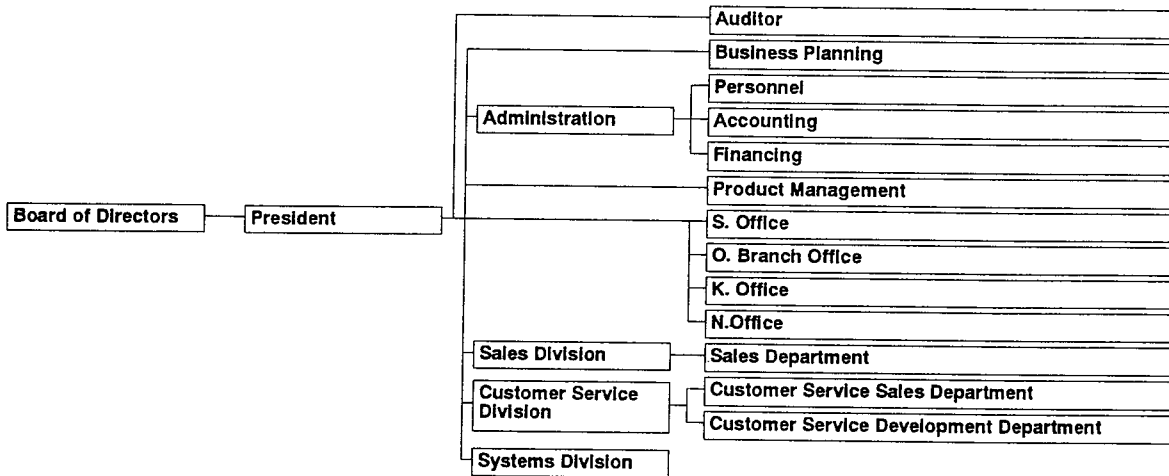 Auditor
Business Planning
Personnel
Administration
Accounting
Financing
Product Management
Board of Directors
President
S. Office
O. Branch Office
K. Office
N.Office
Sales Division
Sales Department
Customer Service
Division
Customer Service Sales Department
Customer Service Development Department
Systems Division